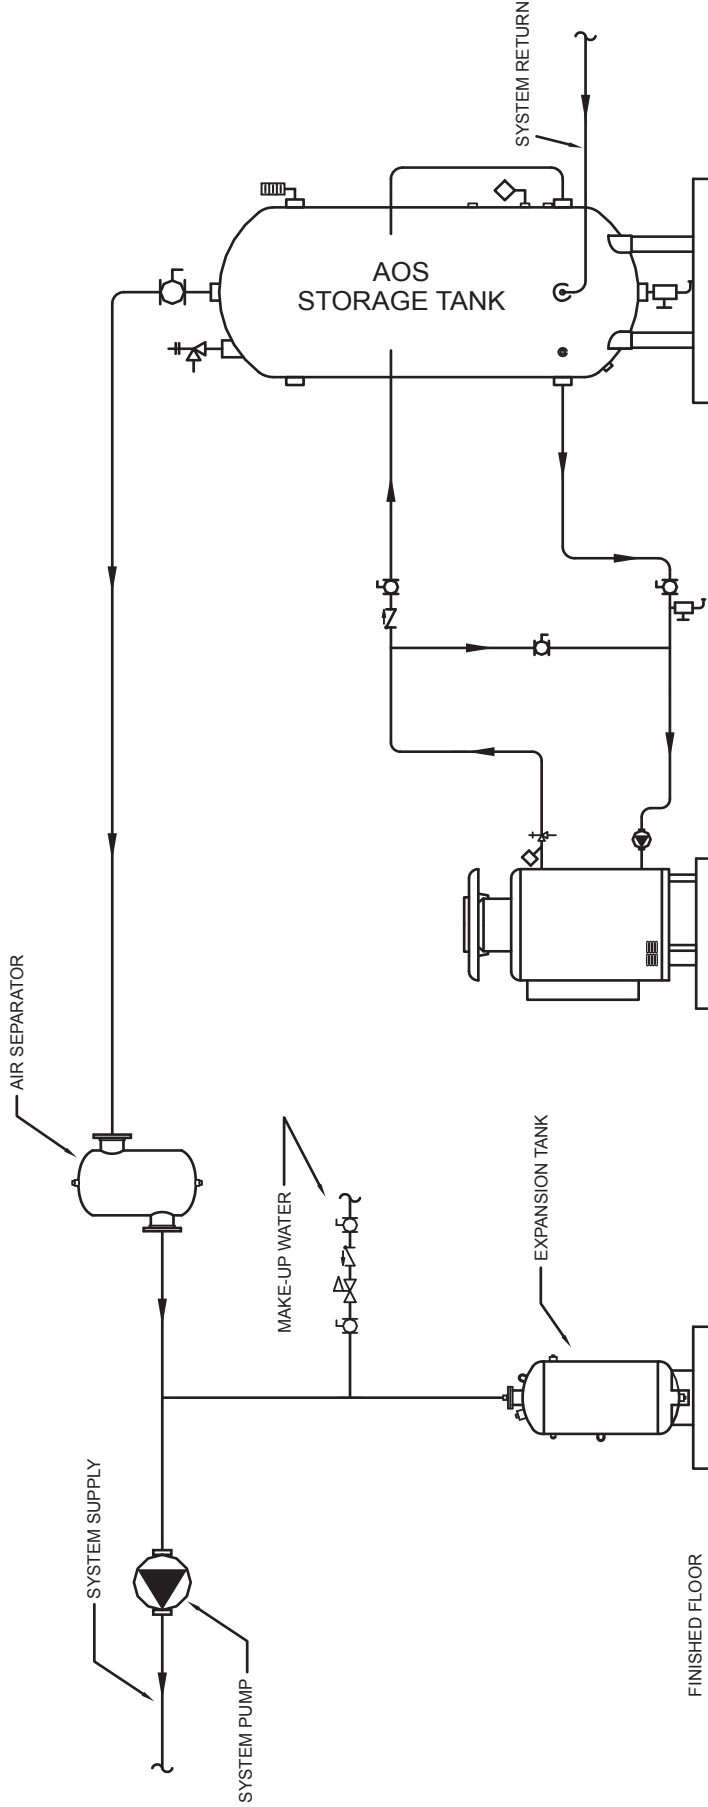 SYSTEM SUPPLY
SYSTEM PUMP
AIR SEPARATOR
MAKE-UP WATER
EXPANSION TANK
AOS
STORAGE TANK
SYSTEM RETURN
FINISHED FLOOR